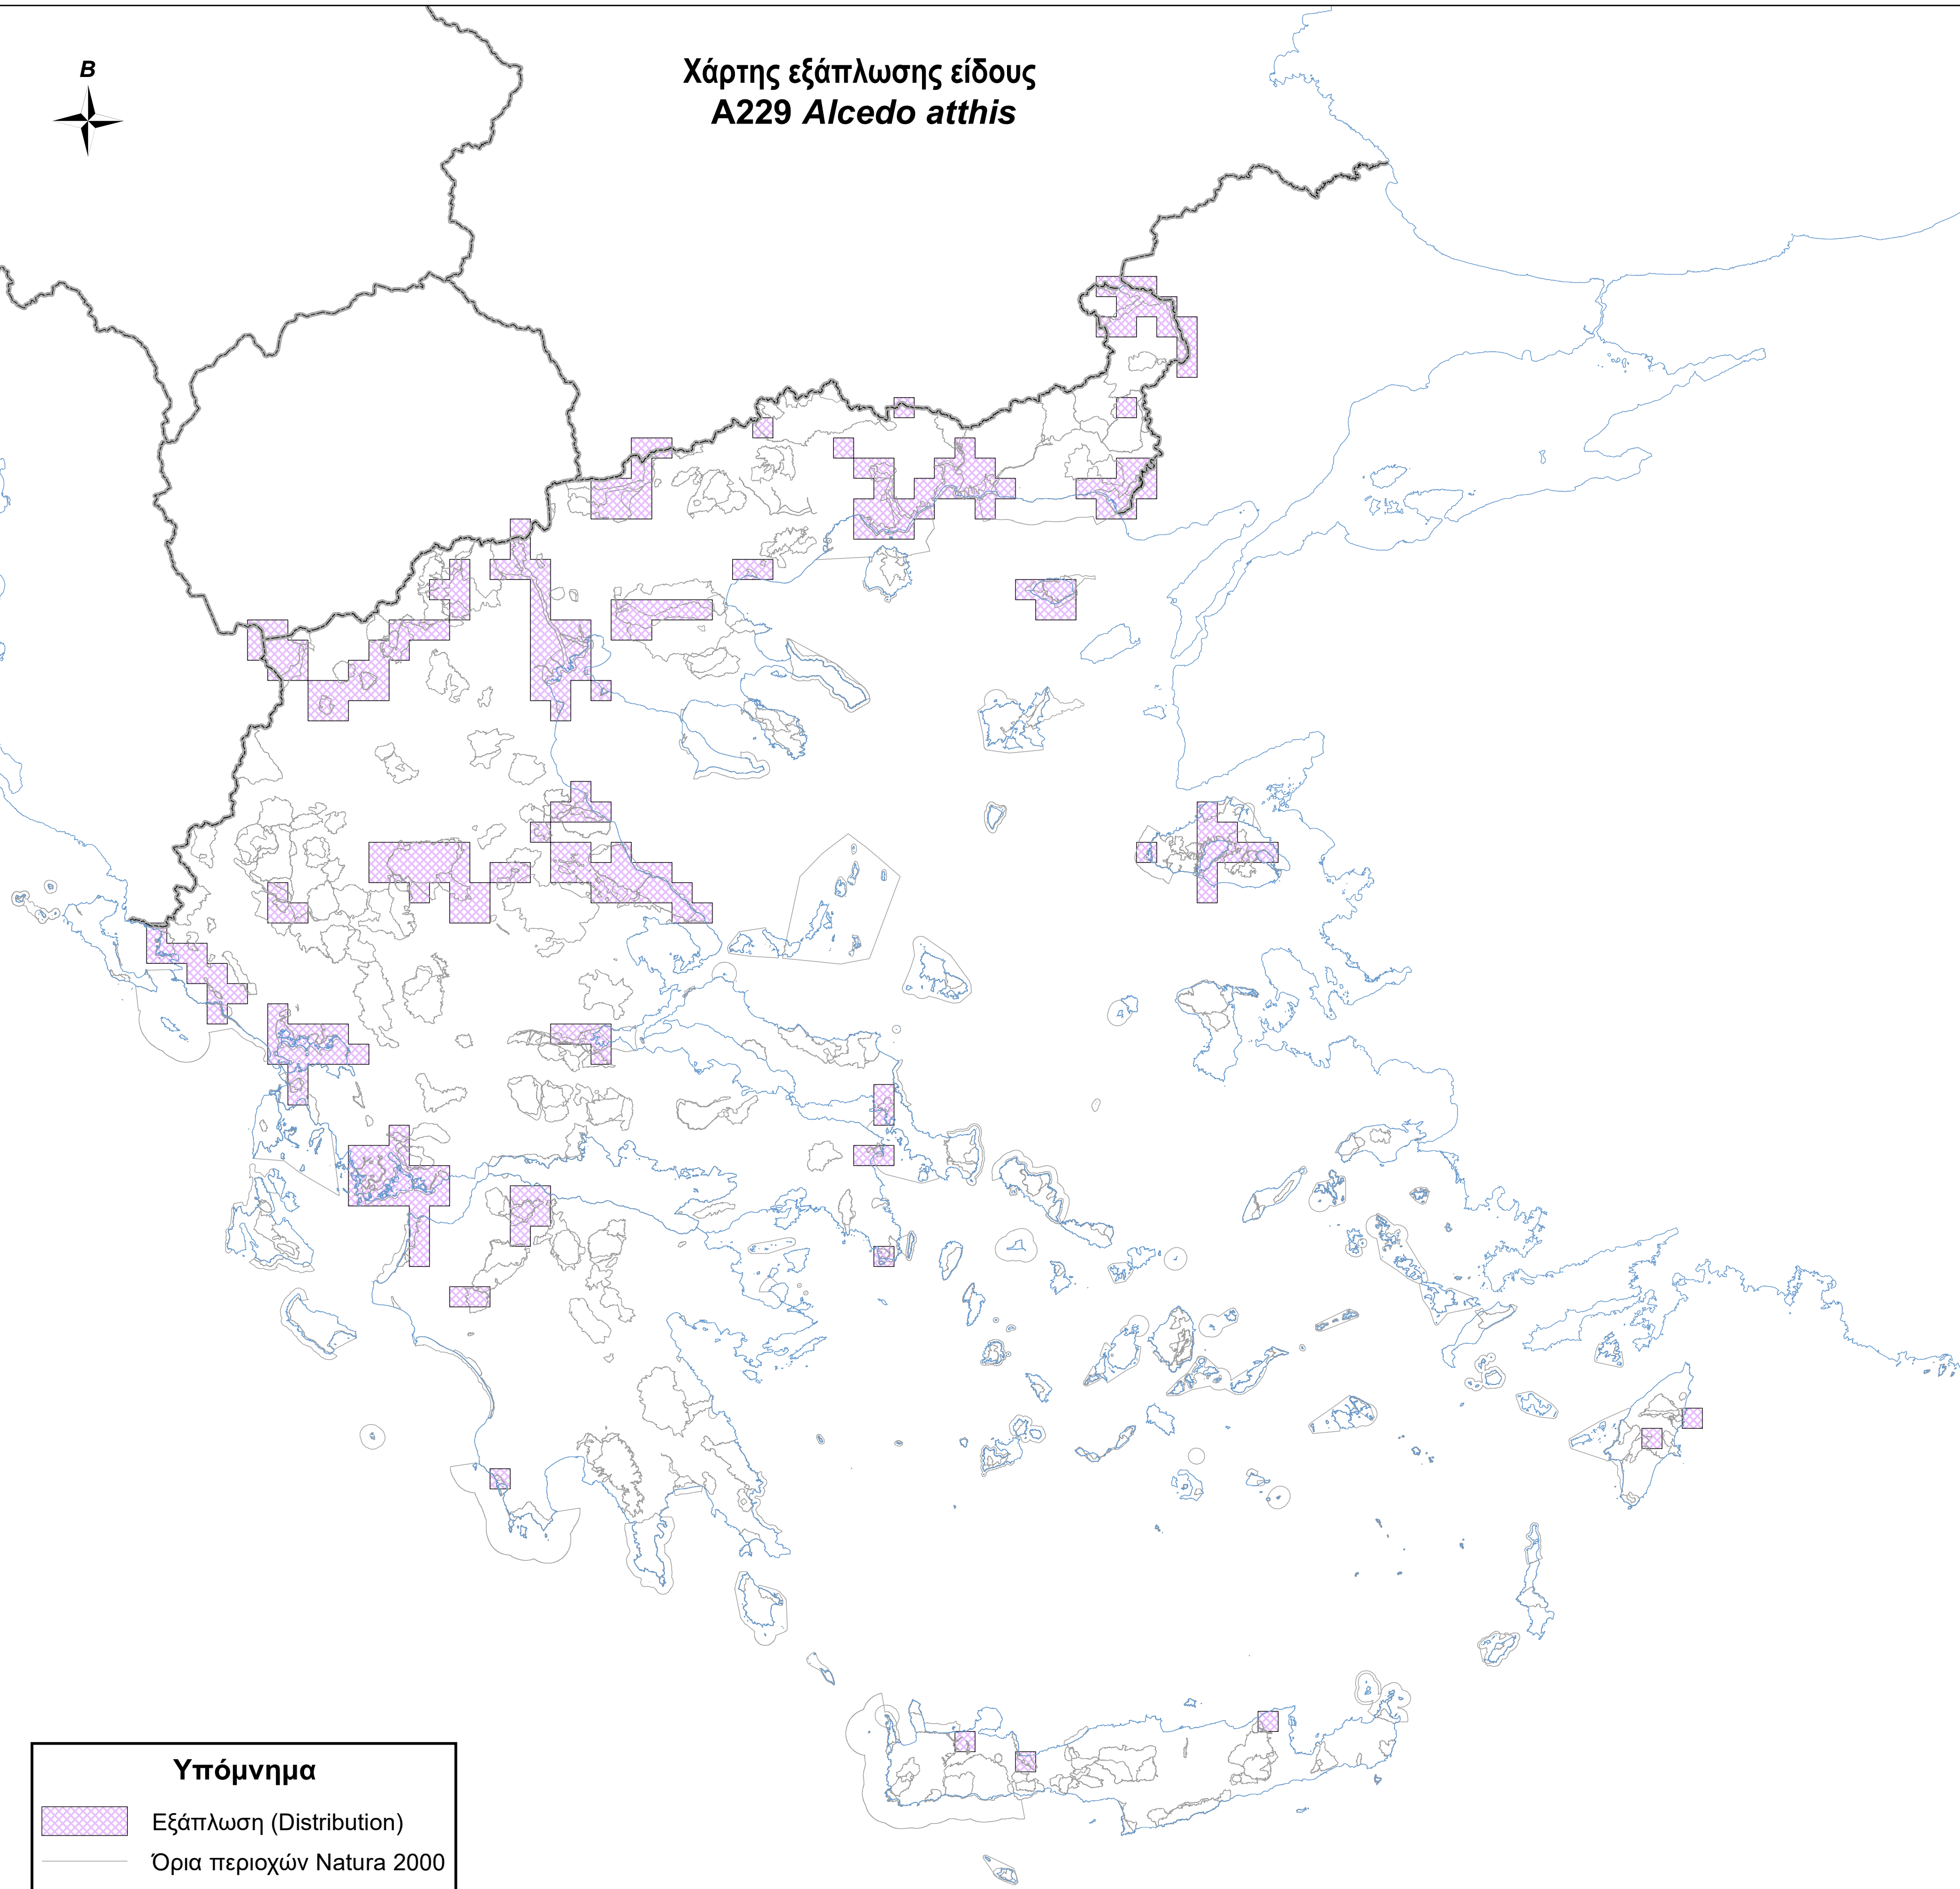 B
Χάρτης εξάπλωσης είδους
A229 Alcedo atthis
Υπόμνημα
Εξάπλωση (Distribution)
Όρια περιοχών Natura 2000